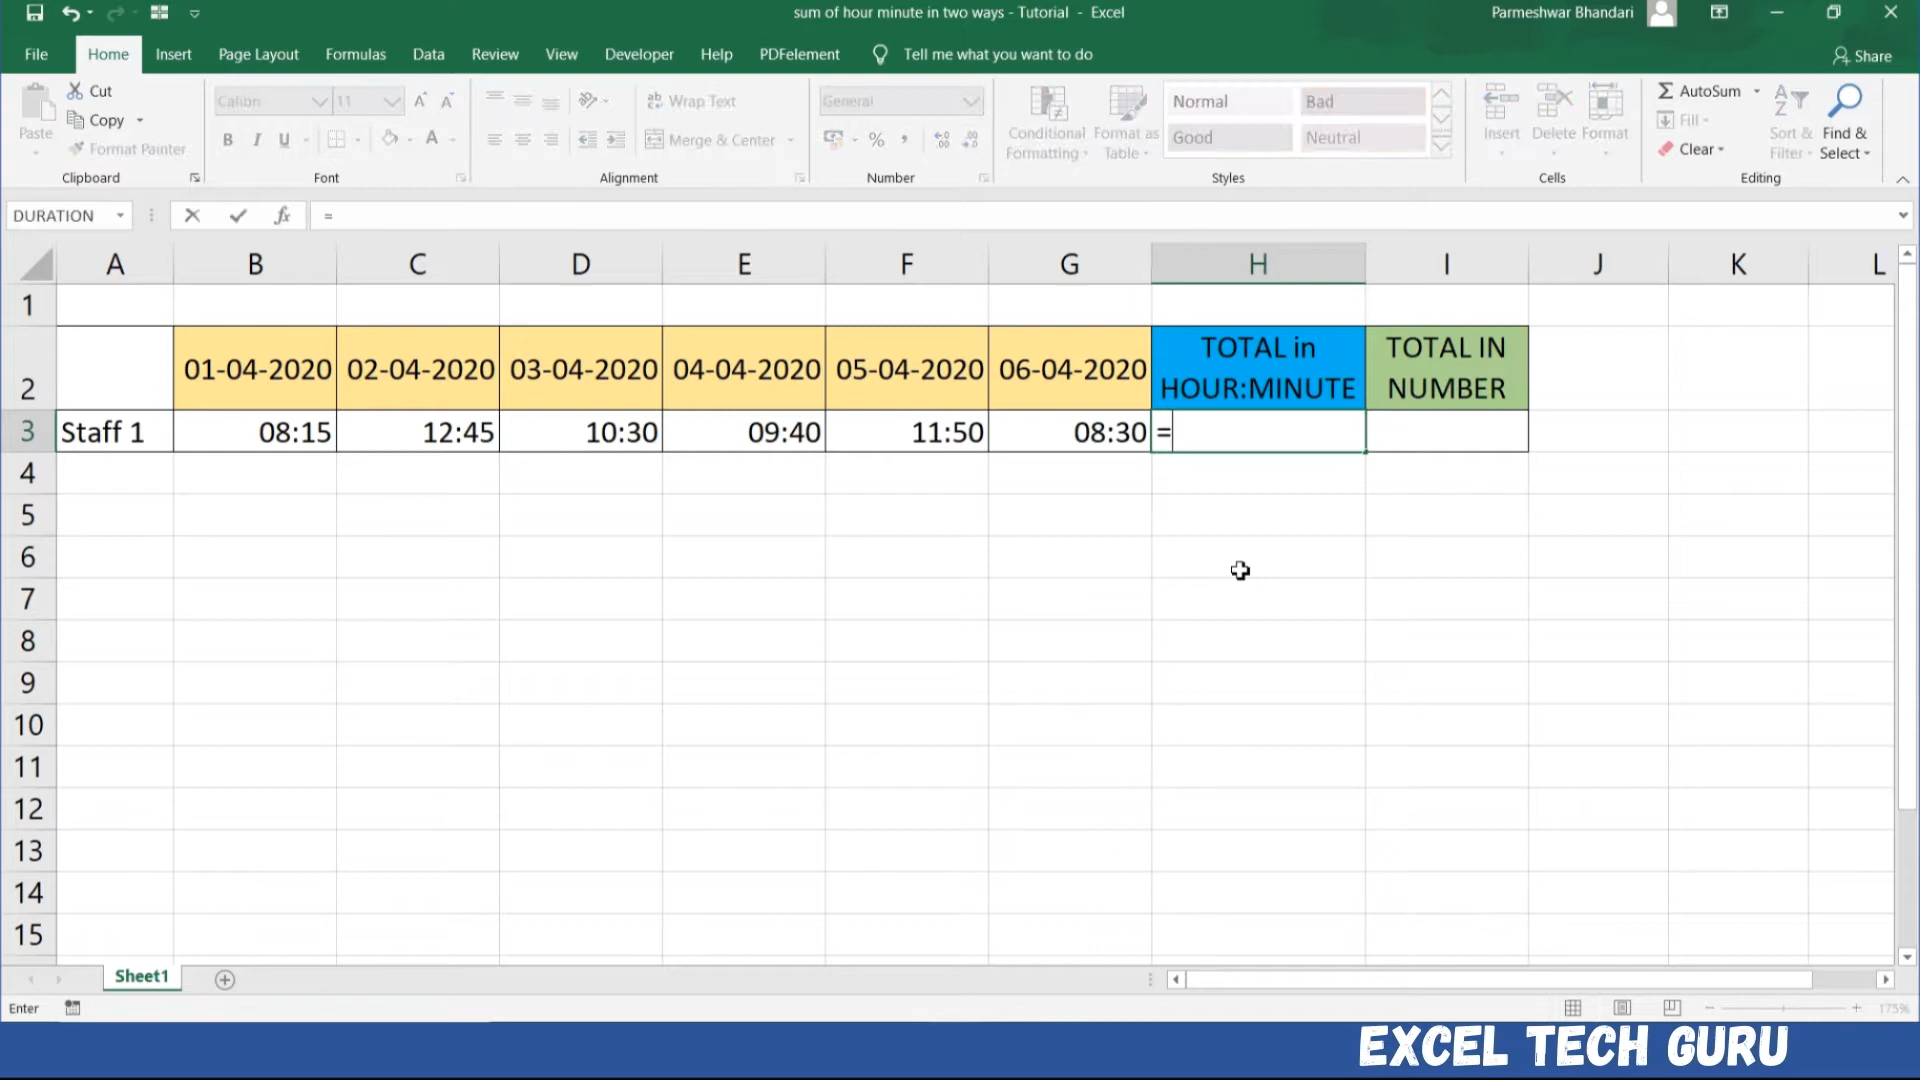 sum of hour minute in two ways - Tutorial - Excel
Parmeshwar Bhandari
File Home Insert Page Layout Formulas Data Review View Developer Help PDFelement Tell me what you want to do Share
Paste
Cut
Copy
Format Painter
Clipboard
Calibri 11
B I U A
Font
Wrap Text
Merge & Center
Alignment
General
%
Number
Conditional Formatting
Format as Table
Normal Bad
Good Neutral
Styles
Insert Delete Format
Cells
AutoSum
Fill
Clear
Sort & Filter
Find & Select
Editing
DURATION fx =
A B C D E F G H I J K L
1
2 01-04-2020 02-04-2020 03-04-2020 04-04-2020 05-04-2020 06-04-2020 TOTAL in HOUR:MINUTE TOTAL IN NUMBER
3 Staff 1 08:15 12:45 10:30 09:40 11:50 08:30 =
4
5
6
7
8
9
10
11
12
13
14
15
Sheet1
Enter 175%
EXCEL TECH GURU